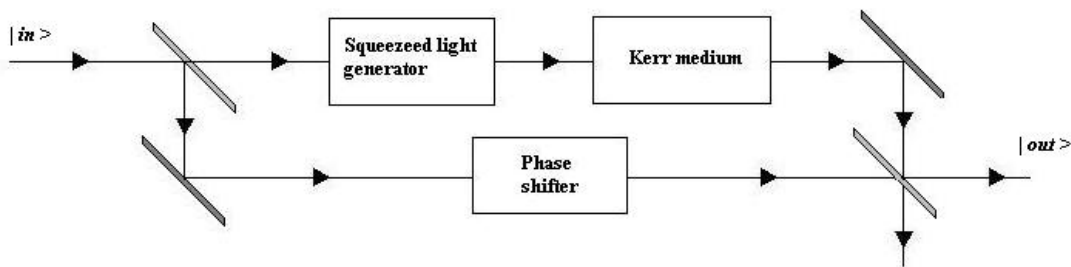 | in >
Squeezeed light
generator
Kerr medium
Phase
shifter
| out >